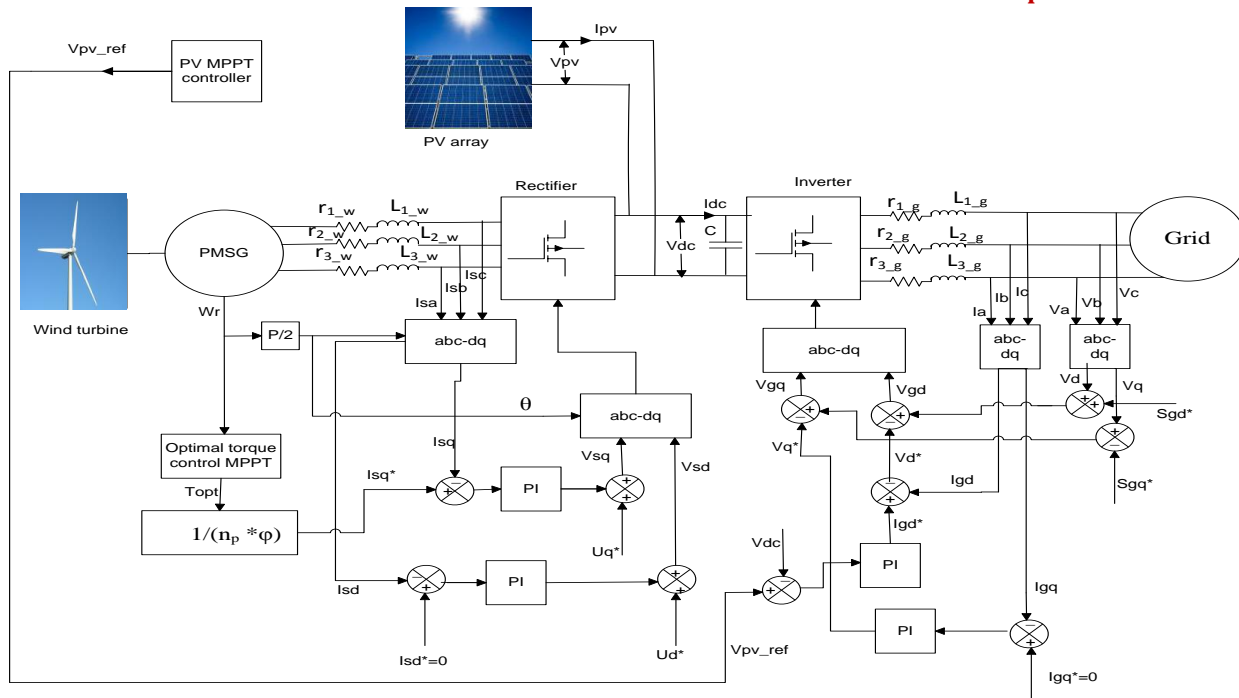 Vpv_ref
PV MPPT
controller
Ipv
Vpv
PV array
Wind turbine
PMSG
r1_w
L1_w
r2_w
L2_w
r3_w
L3_w
Isc
Isb
Isa
Rectifier
Idc
C
Vdc
Inverter
r1_g
L1_g
r2_g
L2_g
r3_g
L3_g
Grid
Ic
Ib
Ia
Vc
Vb
Va
Wr
P/2
abc-dq
abc-dq
abc-
dq
abc-
dq
Vgq
Vgd
Vd
Vq
θ
abc-dq
Sgd*
Optimal torque
control MPPT
Isq
Vsq
Vsd
Vq*
Vd*
Topt
Isq*
PI
Igd
Sgq*
1/(np *φ)
Igd*
Uq*
Vdc
PI
Isd
PI
Igq
PI
Isd*=0
Ud*
Vpv_ref
Igq*=0